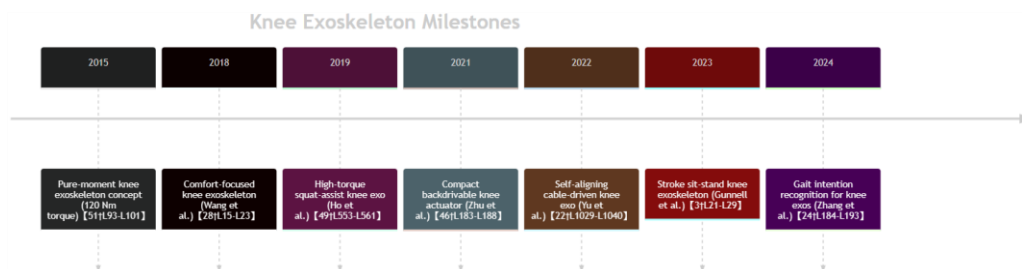 Knee Exoskeleton Milestones
2015
2018
2019
2021
2022
2023
2024
Pure-moment knee
exoskeleton concept
(120 Nm
torque)【51†L93-L101】
Comfort-focused
knee exoskeleton
(Wang et
al.)【28†L15-L23】
High-torque
squat-assist knee exo
(Ho et
al.)【49†L553-L561】
Compact
backdrivable knee
actuator (Zhu et
al.)【46†L183-L188】
Self-aligning
cable-driven knee
exo (Yu et
al.)【22†L1029-L1040】
Stroke sit-stand knee
exoskeleton (Gunnell
et al.)【3†L21-L29】
Gait intention
recognition for knee
exos (Zhang et
al.)【24†L184-L193】